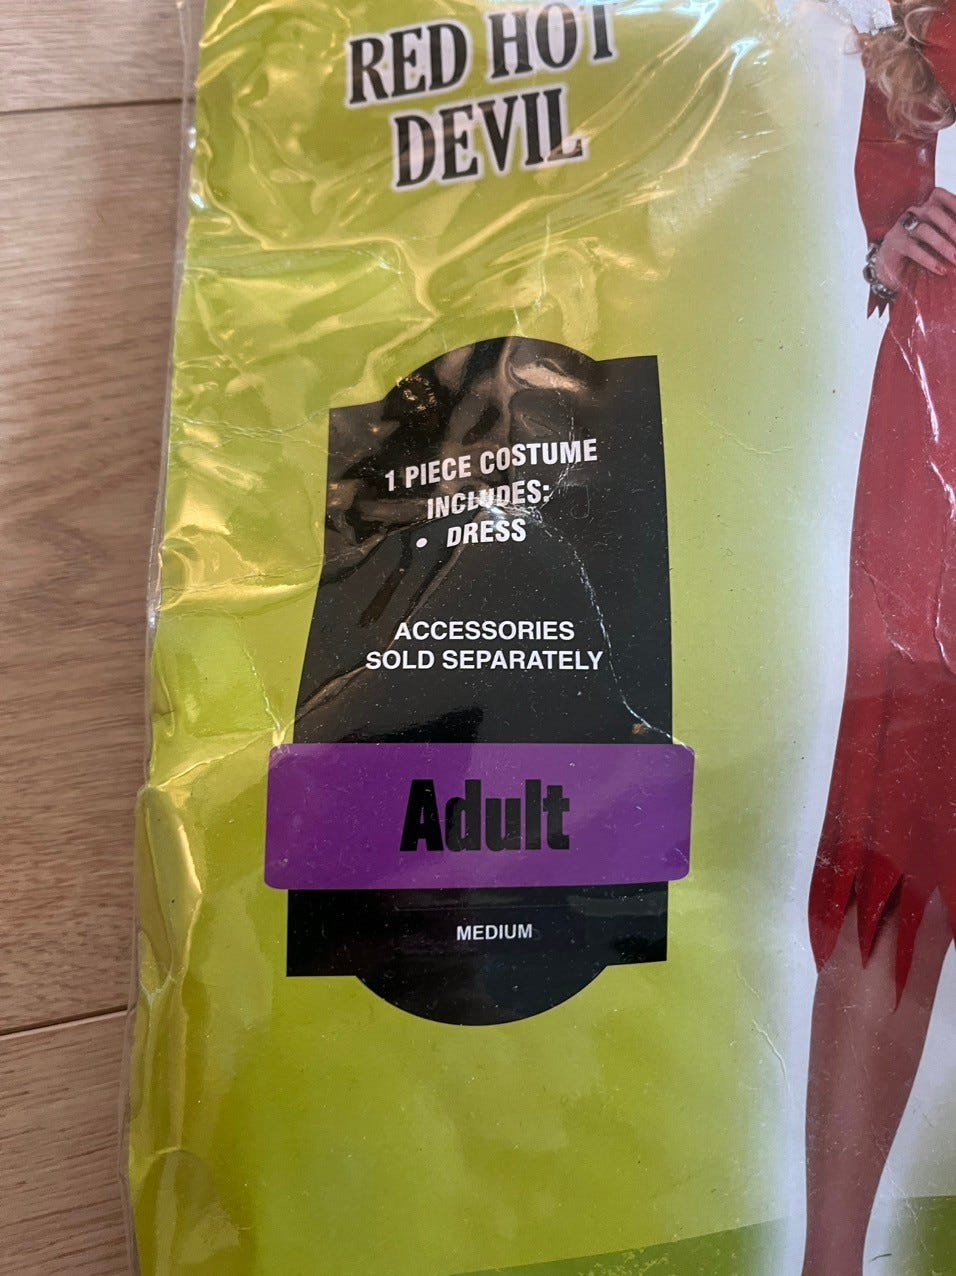 RED HOT
DEVIL
1 PIECE COSTUME
INCLUDES:
• DRESS
ACCESSORIES
SOLD SEPARATELY
Adult
MEDIUM